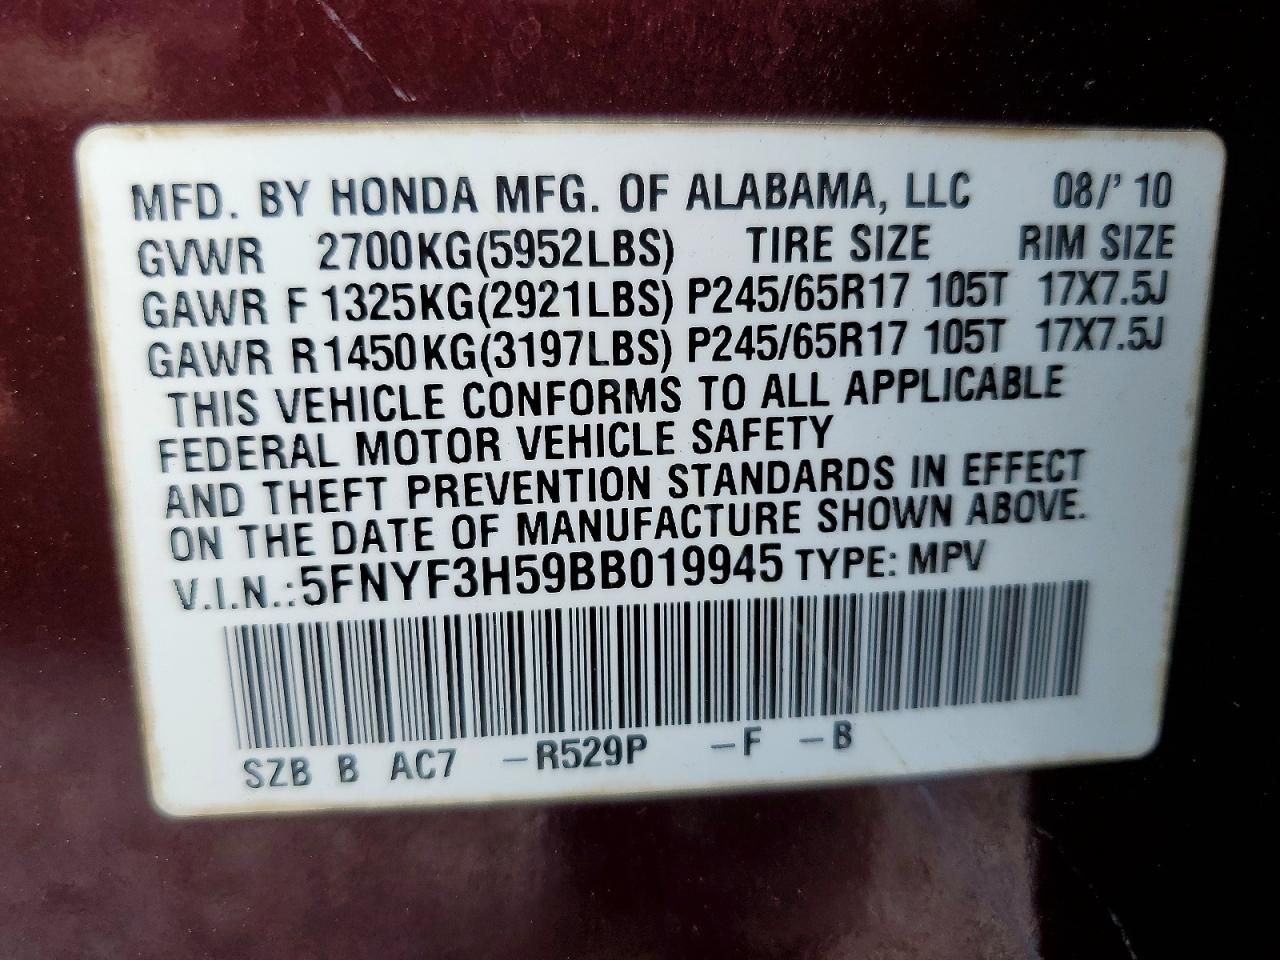 MFD. BY HONDA MFG. OF ALABAMA, LLC 08/' 10
GVWR 2700KG(5952LBS) TIRE SIZE RIM SIZE
GAWR F 1325KG(2921LBS) P245/65R17 105T 17X7.5J
GAWR R1450KG(3197LBS) P245/65R17 105T 17X7.5J
THIS VEHICLE CONFORMS TO ALL APPLICABLE
FEDERAL MOTOR VEHICLE SAFETY
AND THEFT PREVENTION STANDARDS IN EFFECT
ON THE DATE OF MANUFACTURE SHOWN ABOVE.
V.I.N.:5FNYF3H59BB019945 TYPE: MPV
SZB B AC7 –R529P –F –B